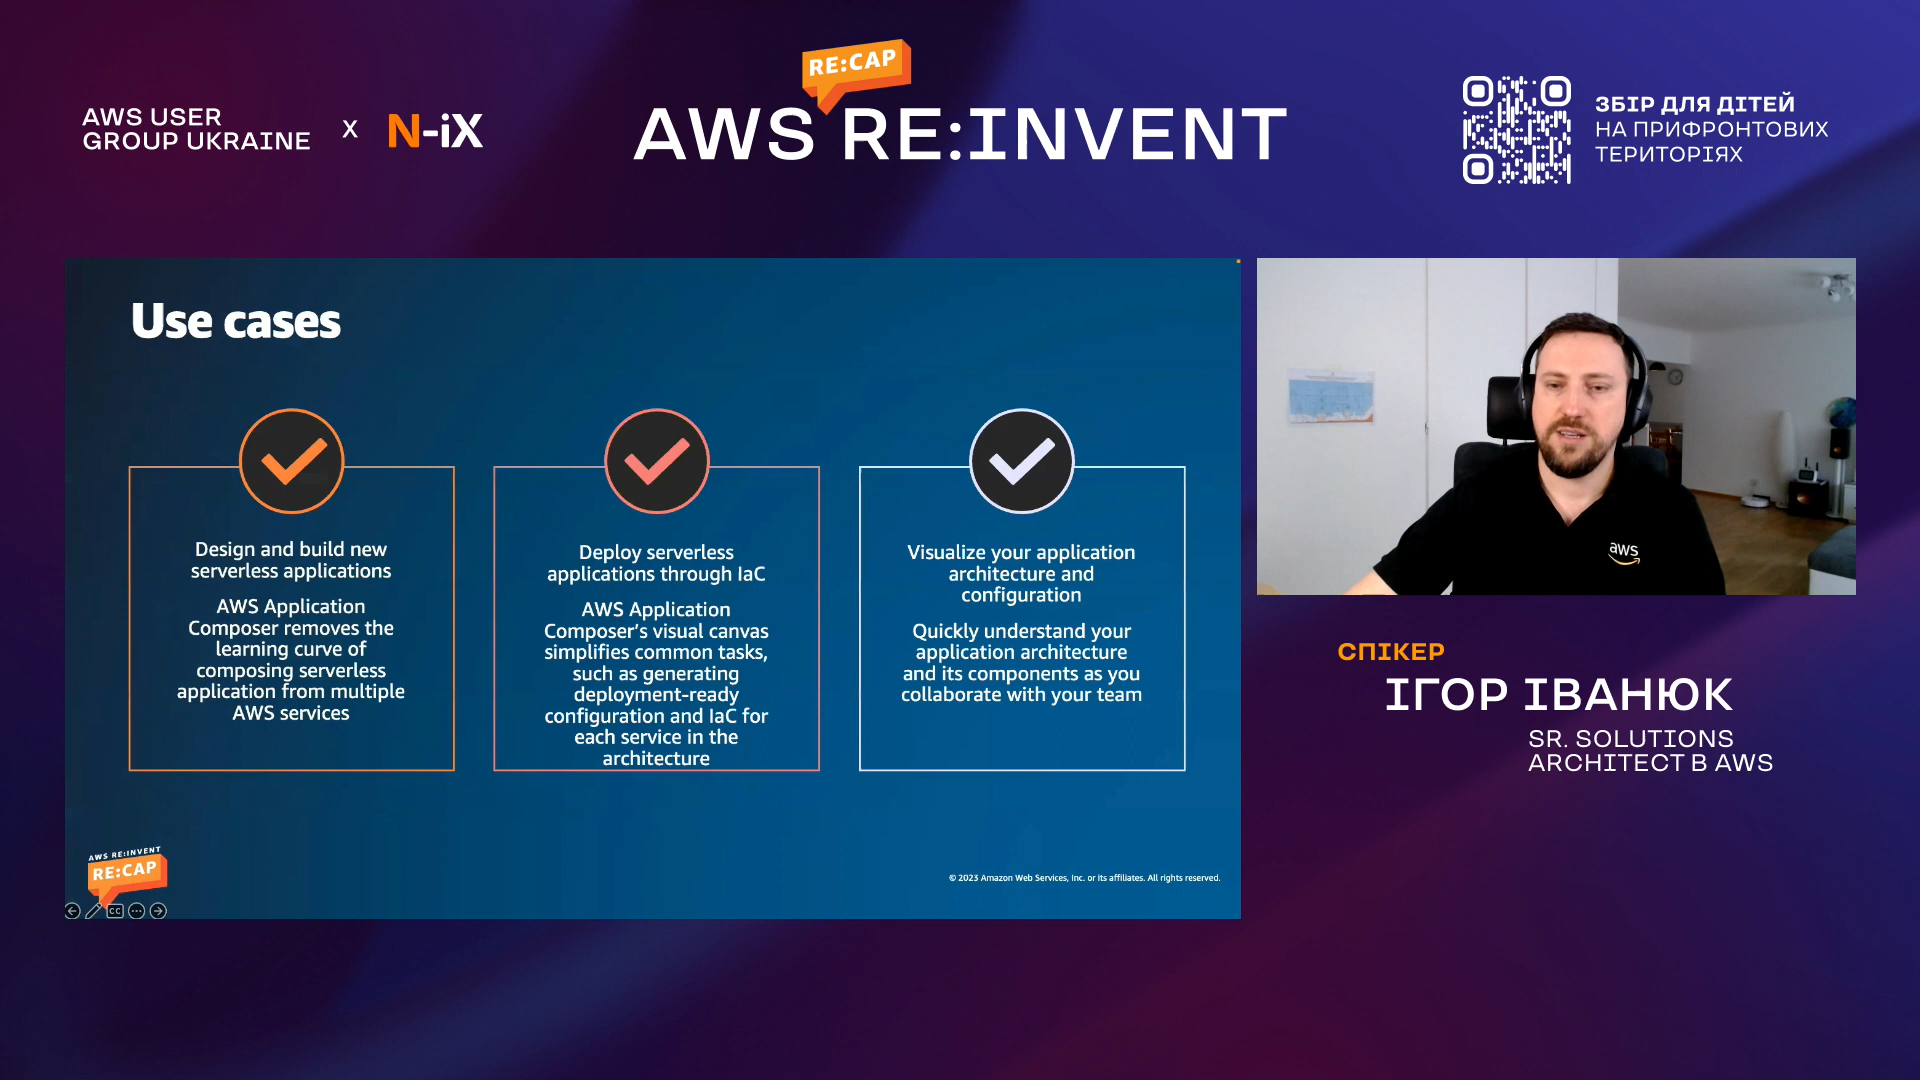 AWS USER
GROUP UKRAINE
X
N-iX
RE:CAP
AWS RE:INVENT
ЗБІР ДЛЯ ДІТЕЙ
НА ПРИФРОНТОВИХ
ТЕРИТОРІЯХ
Use cases
Design and build new
serverless applications
AWS Application
Composer removes the
learning curve of
composing serverless
application from multiple
AWS services
Deploy serverless
applications through IaC
AWS Application
Composer’s visual canvas
simplifies common tasks,
such as generating
deployment-ready
configuration and IaC for
each service in the
architecture
Visualize your application
architecture and
configuration
Quickly understand your
application architecture
and its components as you
collaborate with your team
AWS RE:INVENT
RE:CAP
CC
© 2023 Amazon Web Services, Inc. or its affiliates. All rights reserved.
aws
СПІКЕР
ІГОР ІВАНЮК
SR. SOLUTIONS
ARCHITECT В AWS